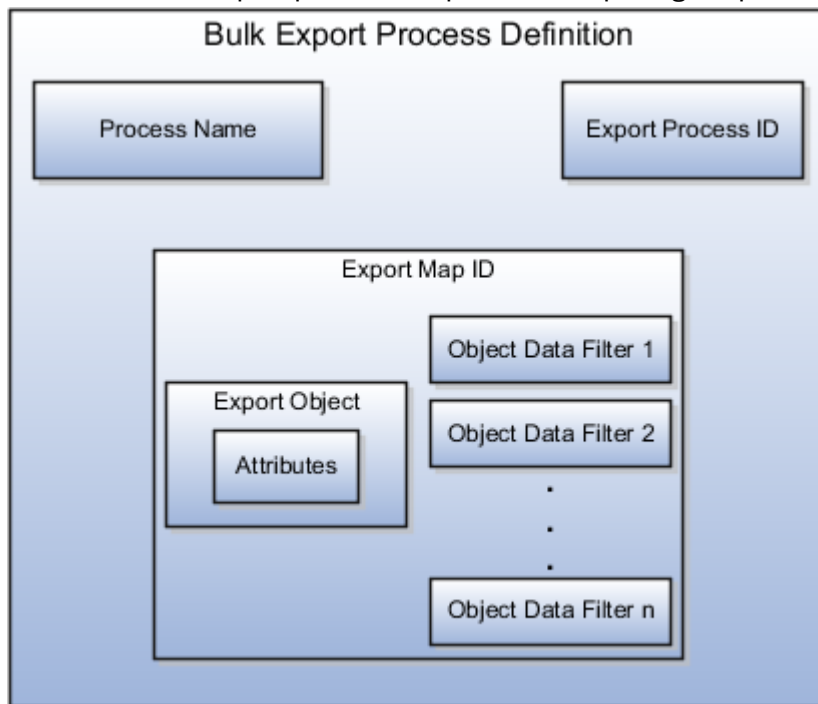 Bulk Export Process Definition
Process Name
Export Process ID
Export Map ID
Object Data Filter 1
Export Object
Attributes
Object Data Filter 2
.
.
.
Object Data Filter n